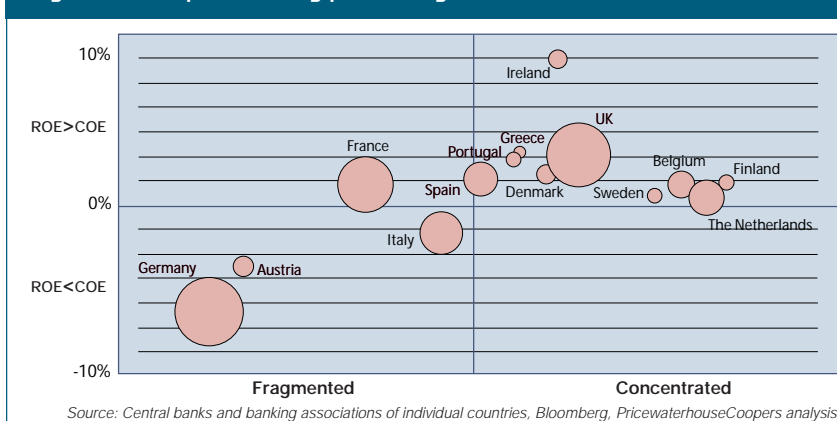 10%
Ireland
ROE>COE
UK
Greece
France
Portugal
Belgium
Finland
Spain
Denmark
Sweden
0%
The Netherlands
Italy
Germany
Austria
ROE<COE
-10%
Fragmented
Concentrated
Source: Central banks and banking associations of individual countries, Bloomberg, PricewaterhouseCoopers analysis